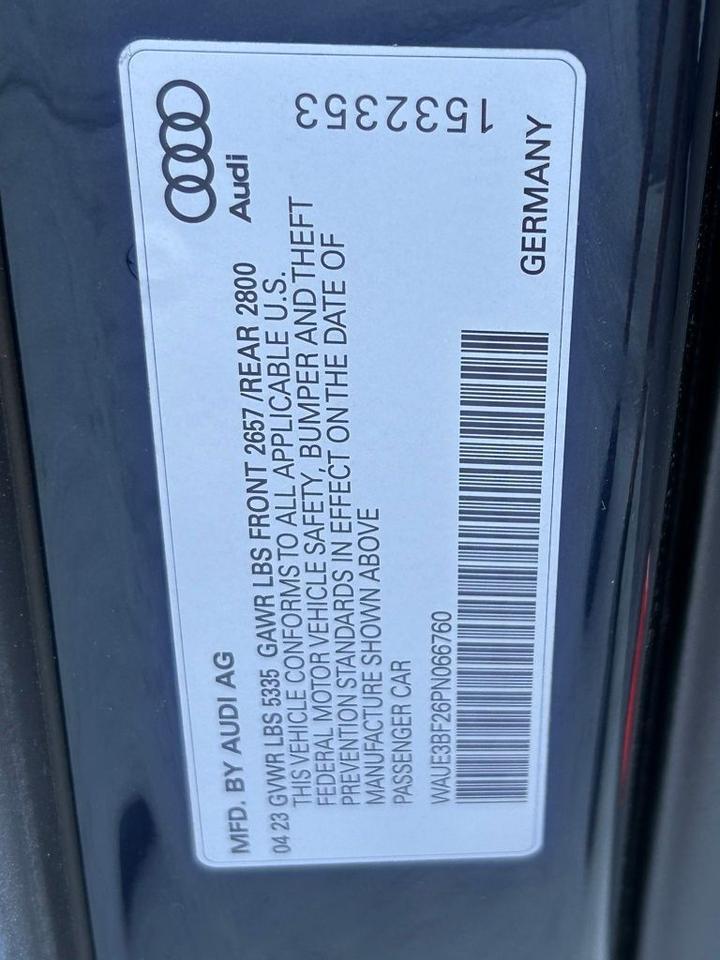 MFD. BY AUDI AG
Audi
04 23 GVWR LBS 5335 GAWR LBS FRONT 2657 /REAR 2800
THIS VEHICLE CONFORMS TO ALL APPLICABLE U.S.
FEDERAL MOTOR VEHICLE SAFETY, BUMPER AND THEFT
PREVENTION STANDARDS IN EFFECT ON THE DATE OF
MANUFACTURE SHOWN ABOVE
PASSENGER CAR
WAUE3BF26PN066760
1532353
GERMANY